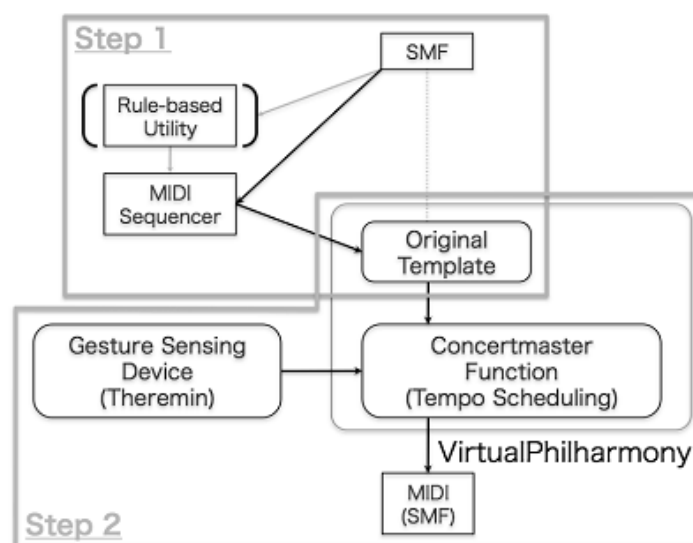 Step 1
SMF
Rule-based
Utility
MIDI
Sequencer
Original
Template
Gesture Sensing
Device
(Theremin)
Concertmaster
Function
(Tempo Scheduling)
VirtualPhilharmony
MIDI
(SMF)
Step 2